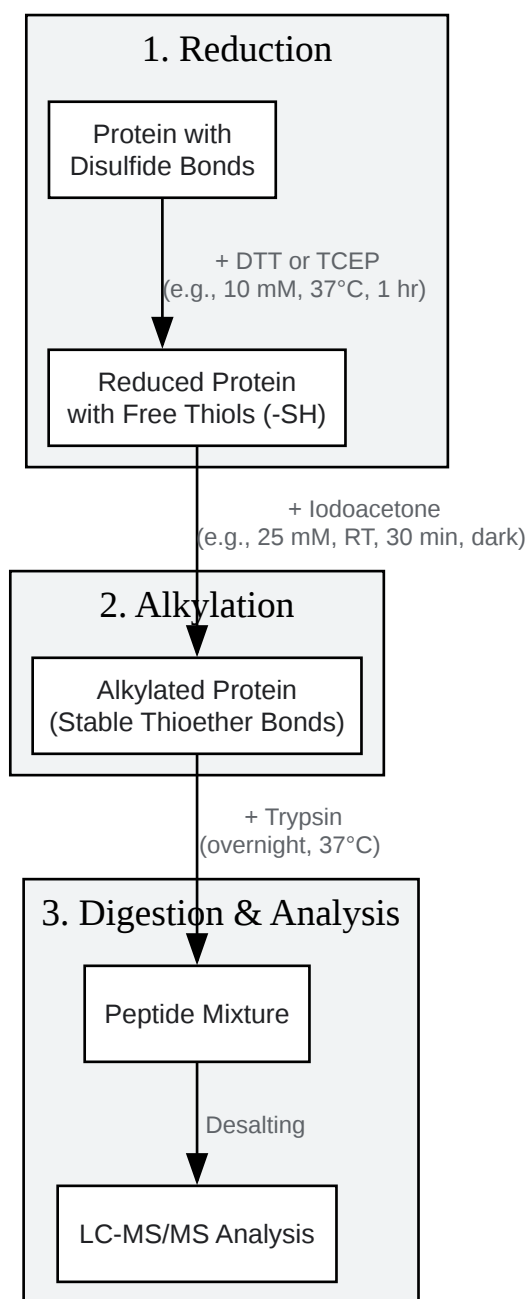 1. Reduction
Protein with
Disulfide Bonds
+ DTT or TCEP
(e.g., 10 mM, 37°C, 1 hr)
Reduced Protein
with Free Thiols (-SH)
+ Iodoacetone
(e.g., 25 mM, RT, 30 min, dark)
2. Alkylation
Alkylated Protein
(Stable Thioether Bonds)
+ Trypsin
(overnight, 37°C)
3. Digestion & Analysis
Peptide Mixture
Desalting
LC-MS/MS Analysis